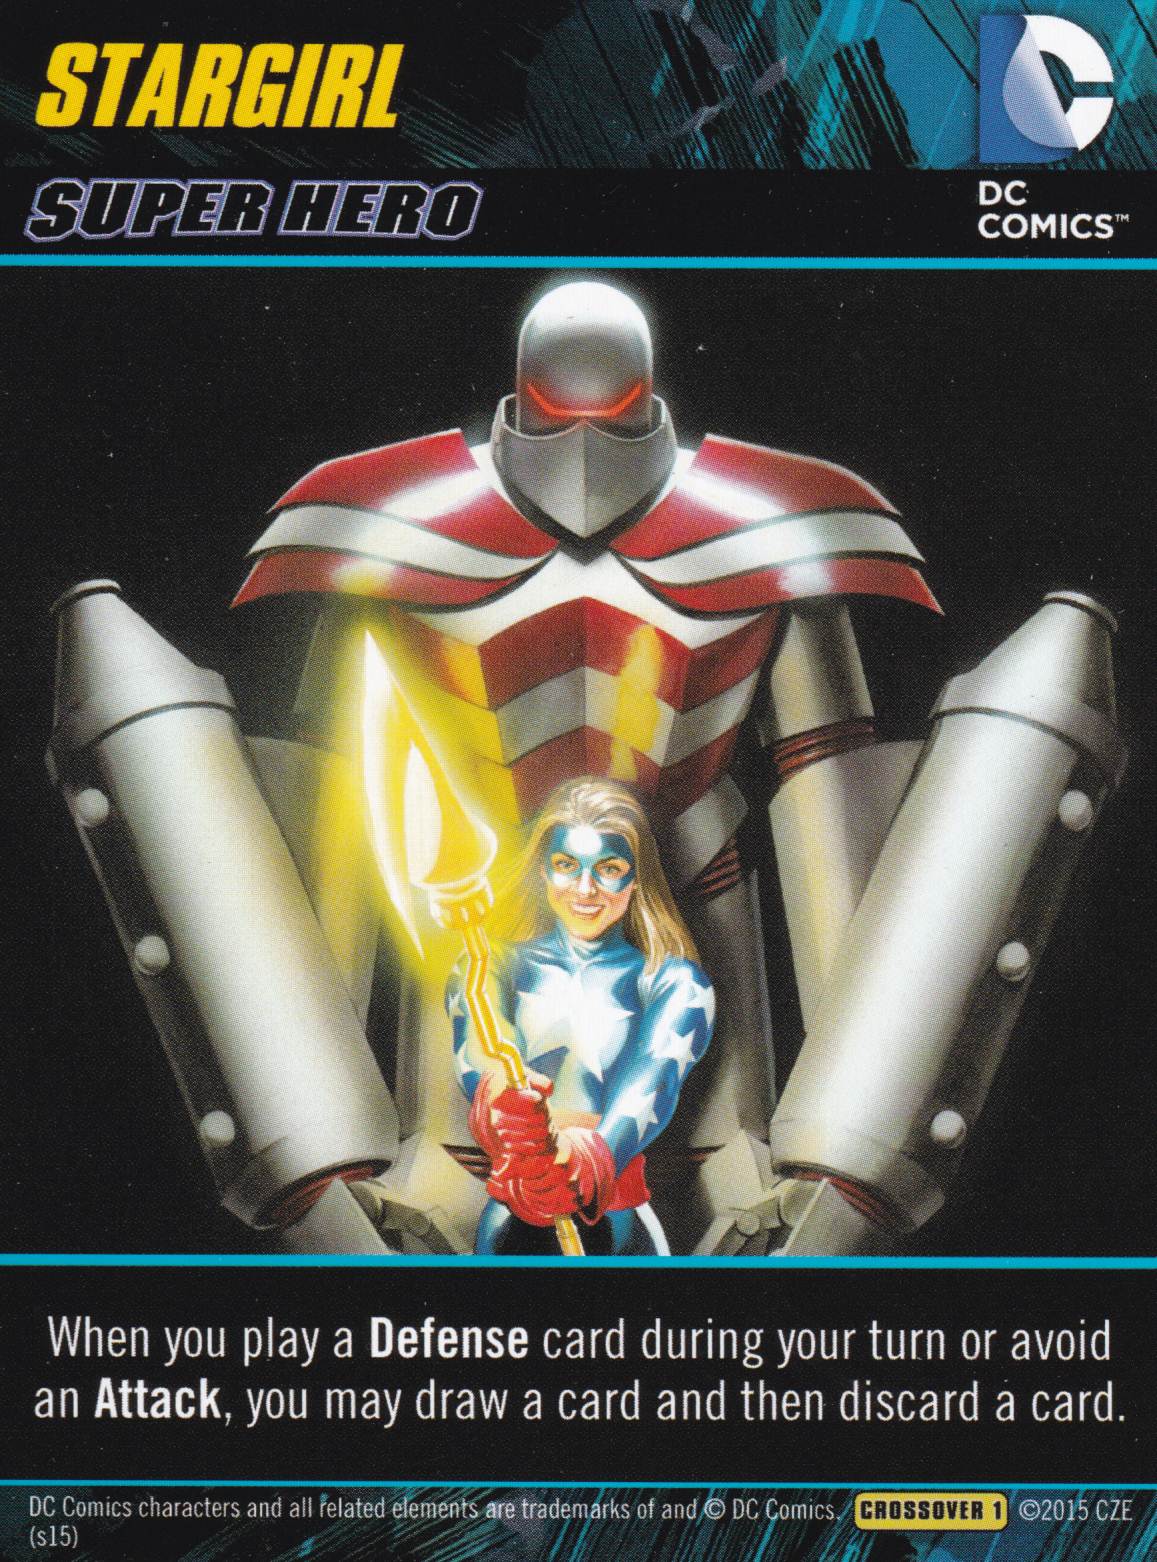 STARGIRL
SUPER HERO
DC
COMICS™
When you play a Defense card during your turn or avoid
an Attack, you may draw a card and then discard a card.
DC Comics characters and all related elements are trademarks of and © DC Comics. CROSSOVER 1 ©2015 CZE
(s15)